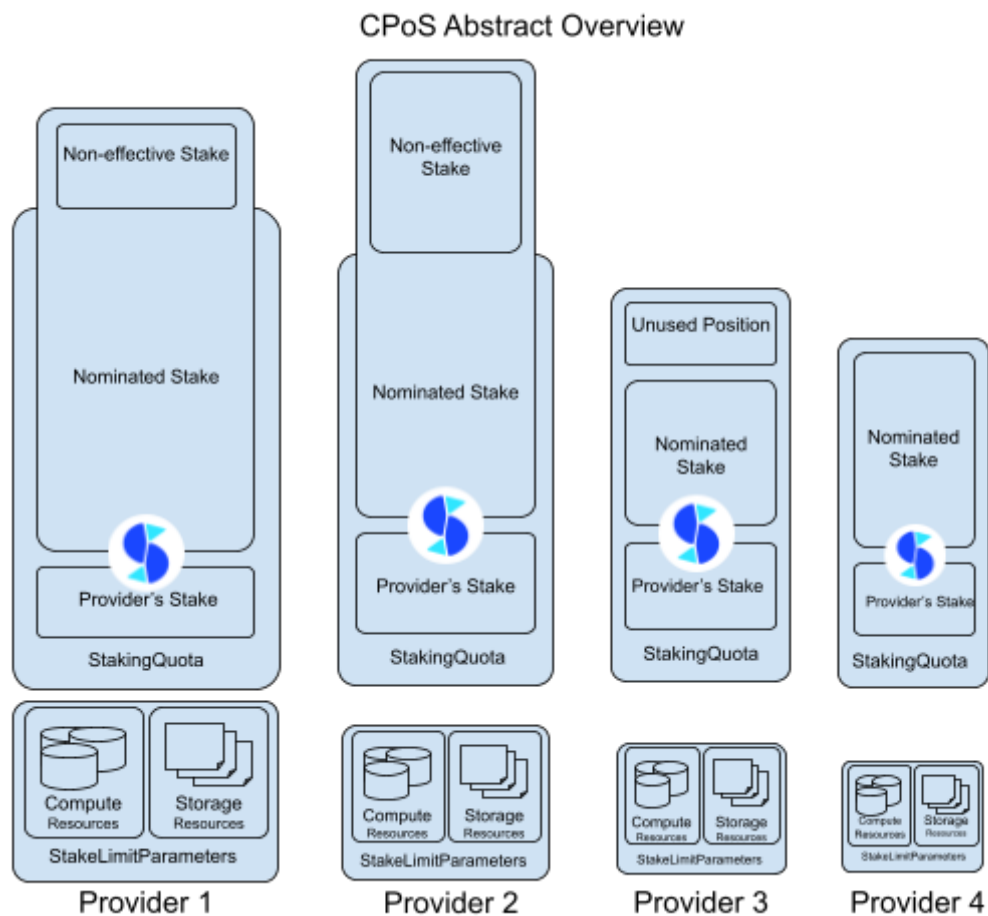 CPoS Abstract Overview
Non-effective Stake
Nominated Stake
Provider's Stake
StakingQuota
Compute
Resources
Storage
Resources
StakeLimitParameters
Provider 1
Non-effective
Stake
Nominated Stake
Provider's Stake
StakingQuota
Compute
Resources
Storage
Resources
StakeLimitParameters
Provider 2
Unused Position
Nominated
Stake
Provider's Stake
StakingQuota
Compute
Resources
Storage
Resources
StakeLimitParameters
Provider 3
Nominated
Stake
Provider's Stake
StakingQuota
Compute
Resources
Storage
Resources
StakeLimitParameters
Provider 4